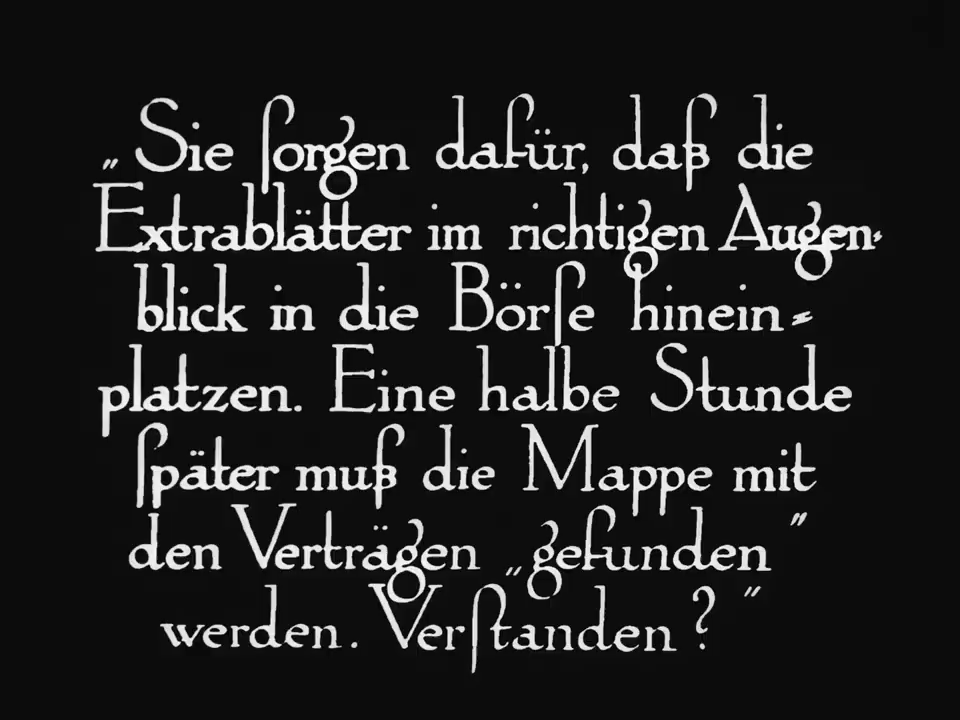 „Sie ſorgen dafür, daß die
Extrablätter im richtigen Augen-
blick in die Börſe hinein-
platzen. Eine halbe Stunde
ſpäter muß die Mappe mit
den Verträgen „gefunden”
werden. Verſtanden?”